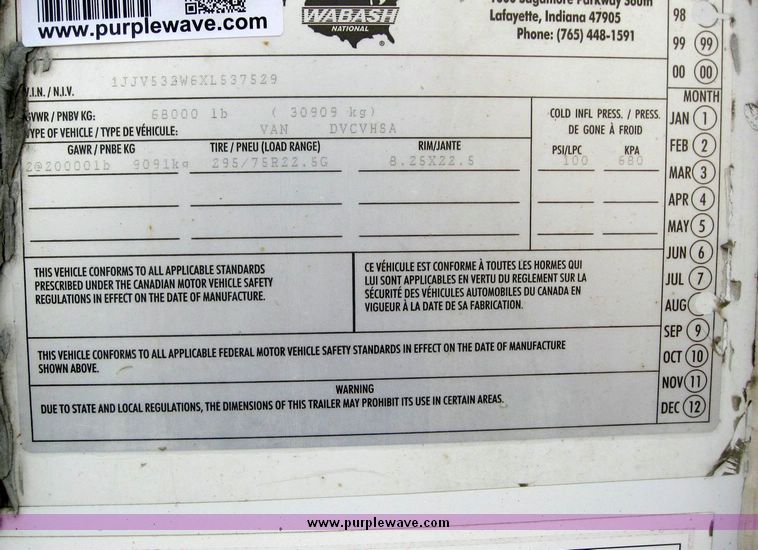 www.purplewave.com
WABASH
NATIONAL
Lafayette, Indiana 47905
Phone: (765) 448-1591
98
99 99
00 00
V.I.N. / N.I.V. 1JJV533W6XL537529
GVWR / PNBV KG: 68000 lb ( 30909 kg)
TYPE OF VEHICLE / TYPE DE VÉHICULE: VAN DVCVHSA
COLD INFL PRESS. / PRESS.
DE GONE À FROID
GAWR / PNBE KG TIRE / PNEU (LOAD RANGE) RIM/JANTE PSI/LPC KPA
2@20000lb 9091kg 295/75R22.5G 8.25X22.5 100 680
MONTH
JAN 1
FEB 2
MAR 3
APR 4
MAY 5
JUN 6
JUL 7
AUG
SEP 9
OCT 10
NOV 11
DEC 12
THIS VEHICLE CONFORMS TO ALL APPLICABLE STANDARDS
PRESCRIBED UNDER THE CANADIAN MOTOR VEHICLE SAFETY
REGULATIONS IN EFFECT ON THE DATE OF MANUFACTURE.
CE VÉHICULE EST CONFORME À TOUTES LES HORMES QUI
LUI SONT APPLICABLES EN VERTU DU REGLEMENT SUR LA
SÉCURITÉ DES VÉHICULES AUTOMOBILES DU CANADA EN
VIGUEUR À LA DATE DE SA FABRICATION.
THIS VEHICLE CONFORMS TO ALL APPLICABLE FEDERAL MOTOR VEHICLE SAFETY STANDARDS IN EFFECT ON THE DATE OF MANUFACTURE
SHOWN ABOVE.
WARNING
DUE TO STATE AND LOCAL REGULATIONS, THE DIMENSIONS OF THIS TRAILER MAY PROHIBIT ITS USE IN CERTAIN AREAS.
www.purplewave.com